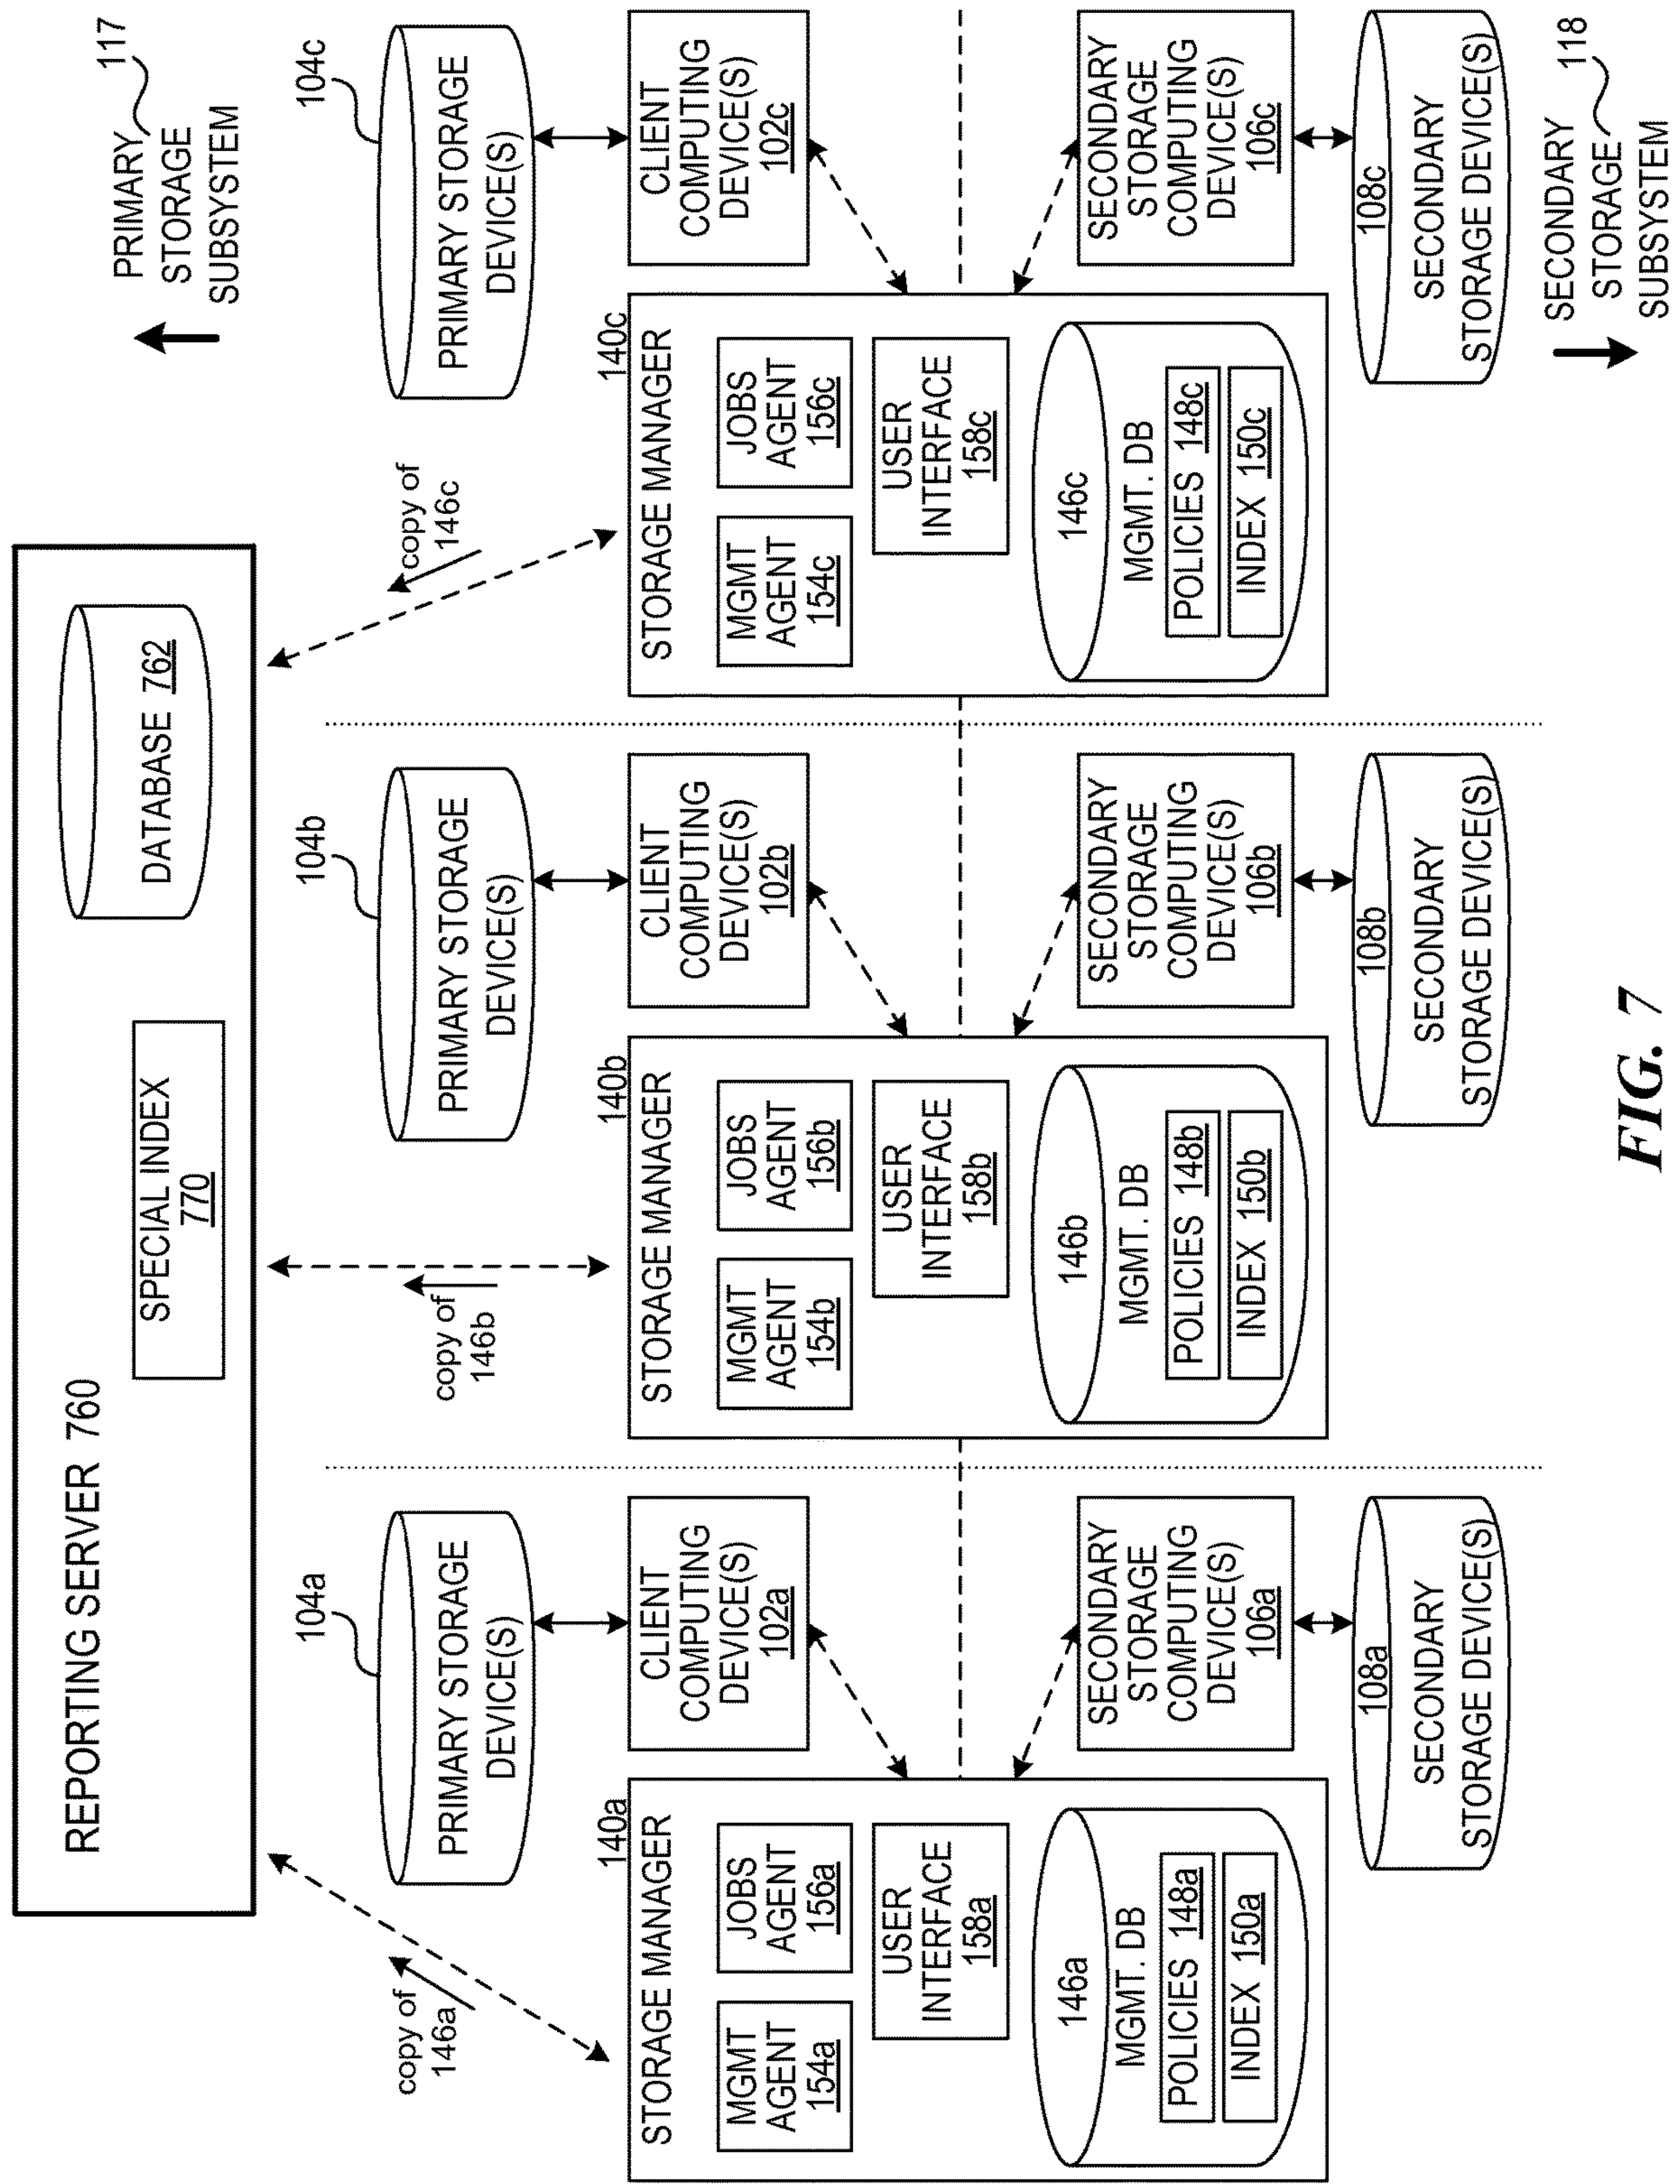 REPORTING SERVER 760
SPECIAL INDEX
770
DATABASE 762
PRIMARY
STORAGE
SUBSYSTEM
117
copy of
146a
copy of
146b
copy of
146c
104a
PRIMARY STORAGE
DEVICE(S)
104b
PRIMARY STORAGE
DEVICE(S)
104c
PRIMARY STORAGE
DEVICE(S)
140a
STORAGE MANAGER
MGMT
AGENT
154a
JOBS
AGENT
156a
USER
INTERFACE
158a
146a
MGMT. DB
POLICIES 148a
INDEX 150a
CLIENT
COMPUTING
DEVICE(S)
102a
SECONDARY
STORAGE
COMPUTING
DEVICE(S)
106a
108a
SECONDARY
STORAGE DEVICE(S)
140b
STORAGE MANAGER
MGMT
AGENT
154b
JOBS
AGENT
156b
USER
INTERFACE
158b
146b
MGMT. DB
POLICIES 148b
INDEX 150b
CLIENT
COMPUTING
DEVICE(S)
102b
SECONDARY
STORAGE
COMPUTING
DEVICE(S)
106b
108b
SECONDARY
STORAGE DEVICE(S)
140c
STORAGE MANAGER
MGMT
AGENT
154c
JOBS
AGENT
156c
USER
INTERFACE
158c
146c
MGMT. DB
POLICIES 148c
INDEX 150c
CLIENT
COMPUTING
DEVICE(S)
102c
SECONDARY
STORAGE
COMPUTING
DEVICE(S)
106c
108c
SECONDARY
STORAGE DEVICE(S)
SECONDARY
STORAGE
SUBSYSTEM
118
FIG. 7